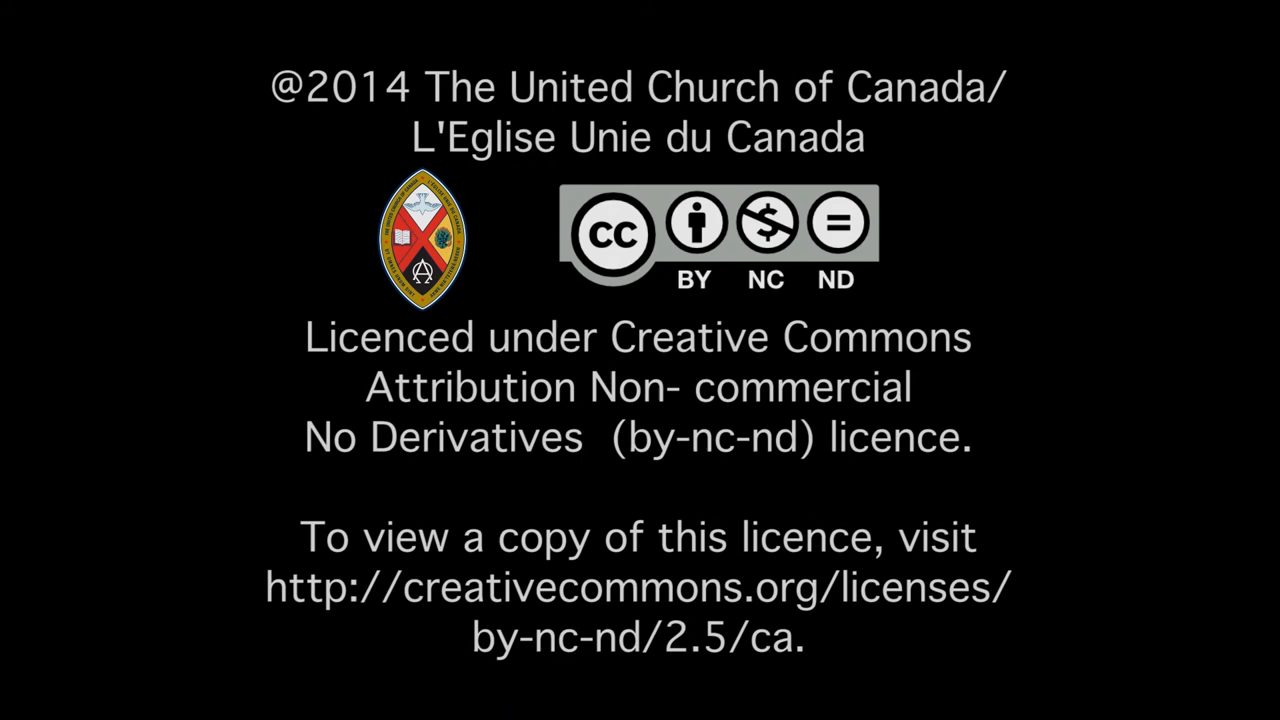 @2014 The United Church of Canada/
L'Eglise Unie du Canada
CC
BY NC ND
Licenced under Creative Commons
Attribution Non- commercial
No Derivatives (by-nc-nd) licence.
To view a copy of this licence, visit
http://creativecommons.org/licenses/
by-nc-nd/2.5/ca.